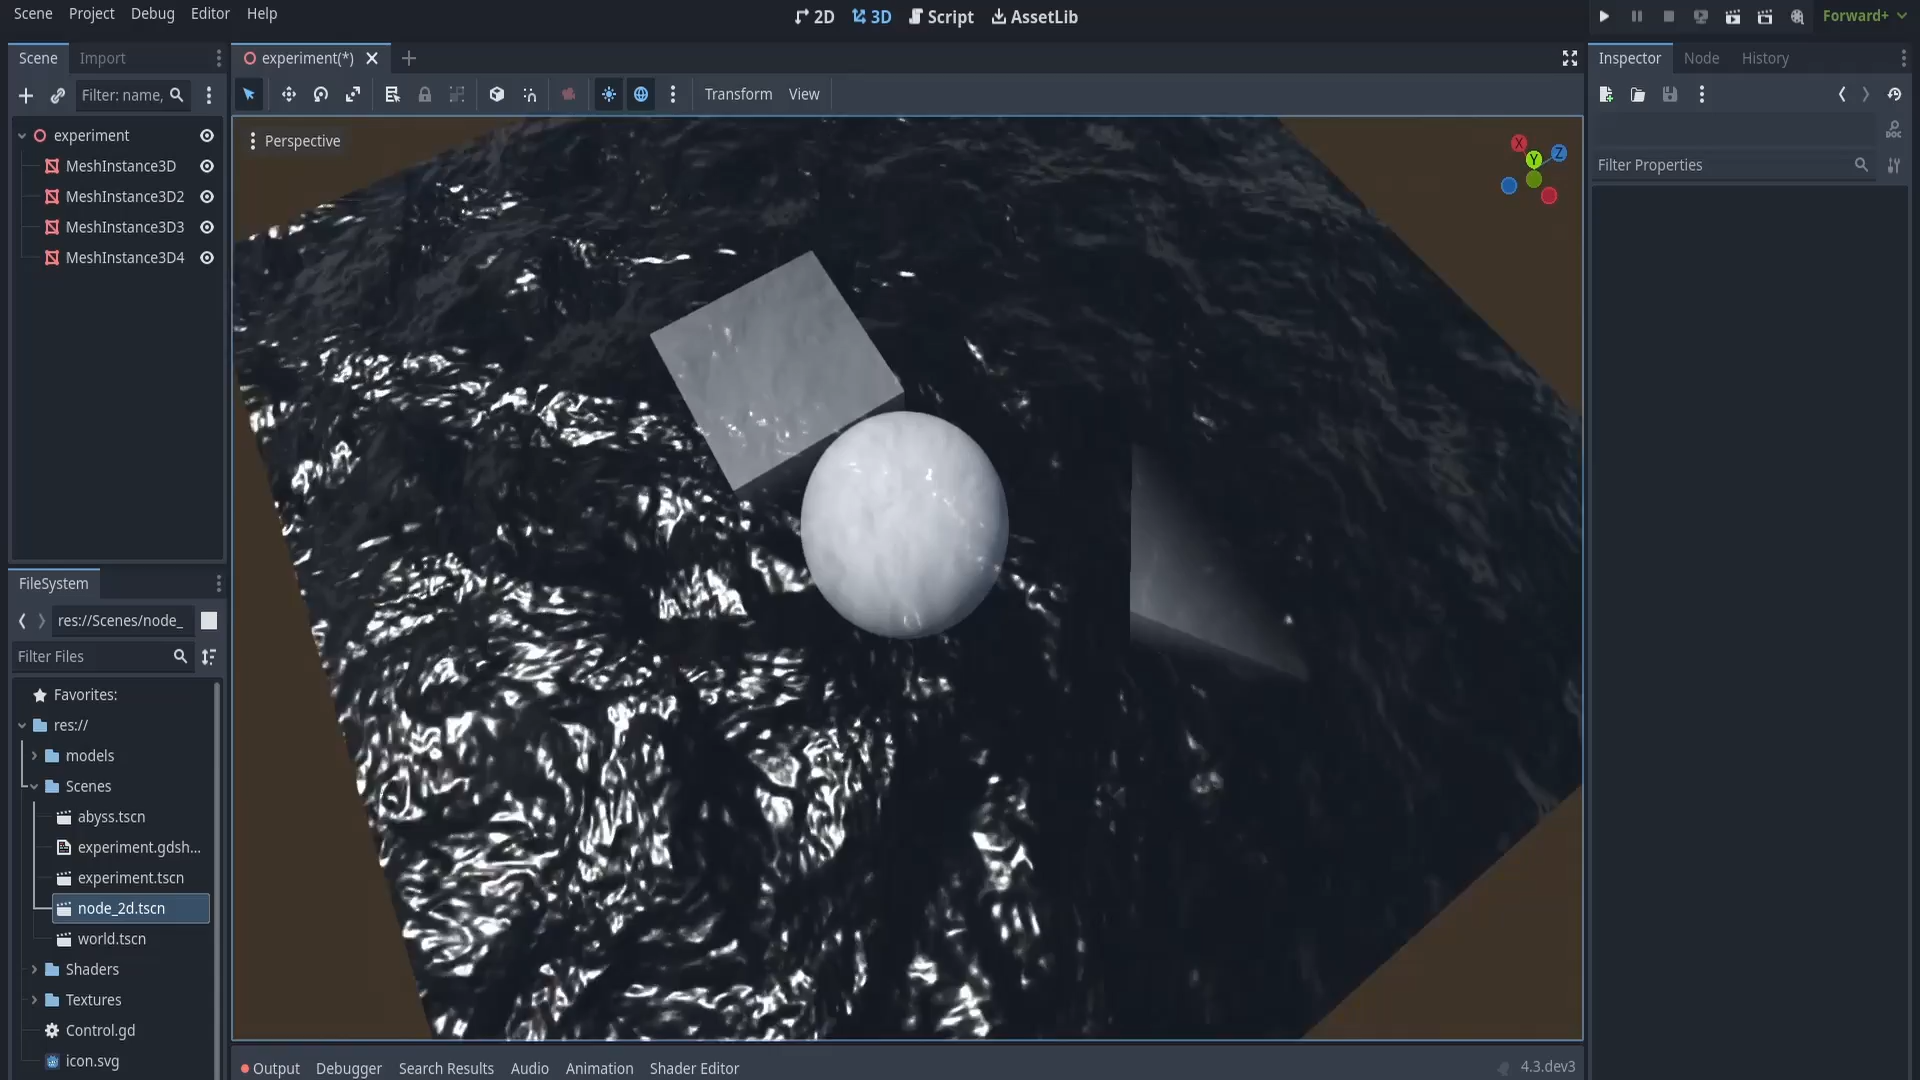 Scene Project Debug Editor Help
2D 3D Script AssetLib
Forward+
Scene Import
experiment(*)
Inspector Node History
Filter: name,
Transform View
DOC
experiment
MeshInstance3D
MeshInstance3D2
MeshInstance3D3
MeshInstance3D4
Perspective
X Y Z
Filter Properties
FileSystem
res://Scenes/node_
Filter Files
Favorites:
res://
models
Scenes
abyss.tscn
experiment.gdsh...
experiment.tscn
node_2d.tscn
world.tscn
Shaders
Textures
Control.gd
icon.svg
Output Debugger Search Results Audio Animation Shader Editor
4.3.dev3